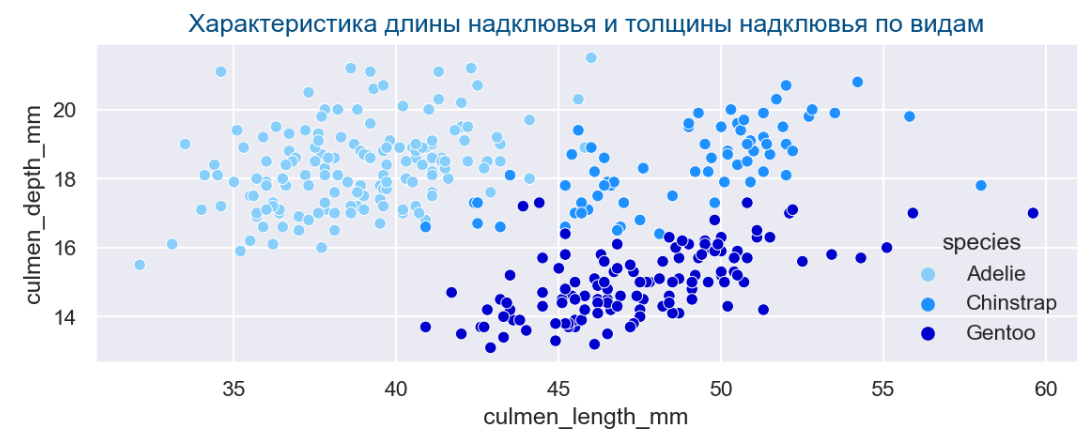 Характеристика длины надклювья и толщины надклювья по видам
culmen_depth_mm
20
18
16
14
species
Adelie
Chinstrap
Gentoo
35 40 45 50 55 60
culmen_length_mm